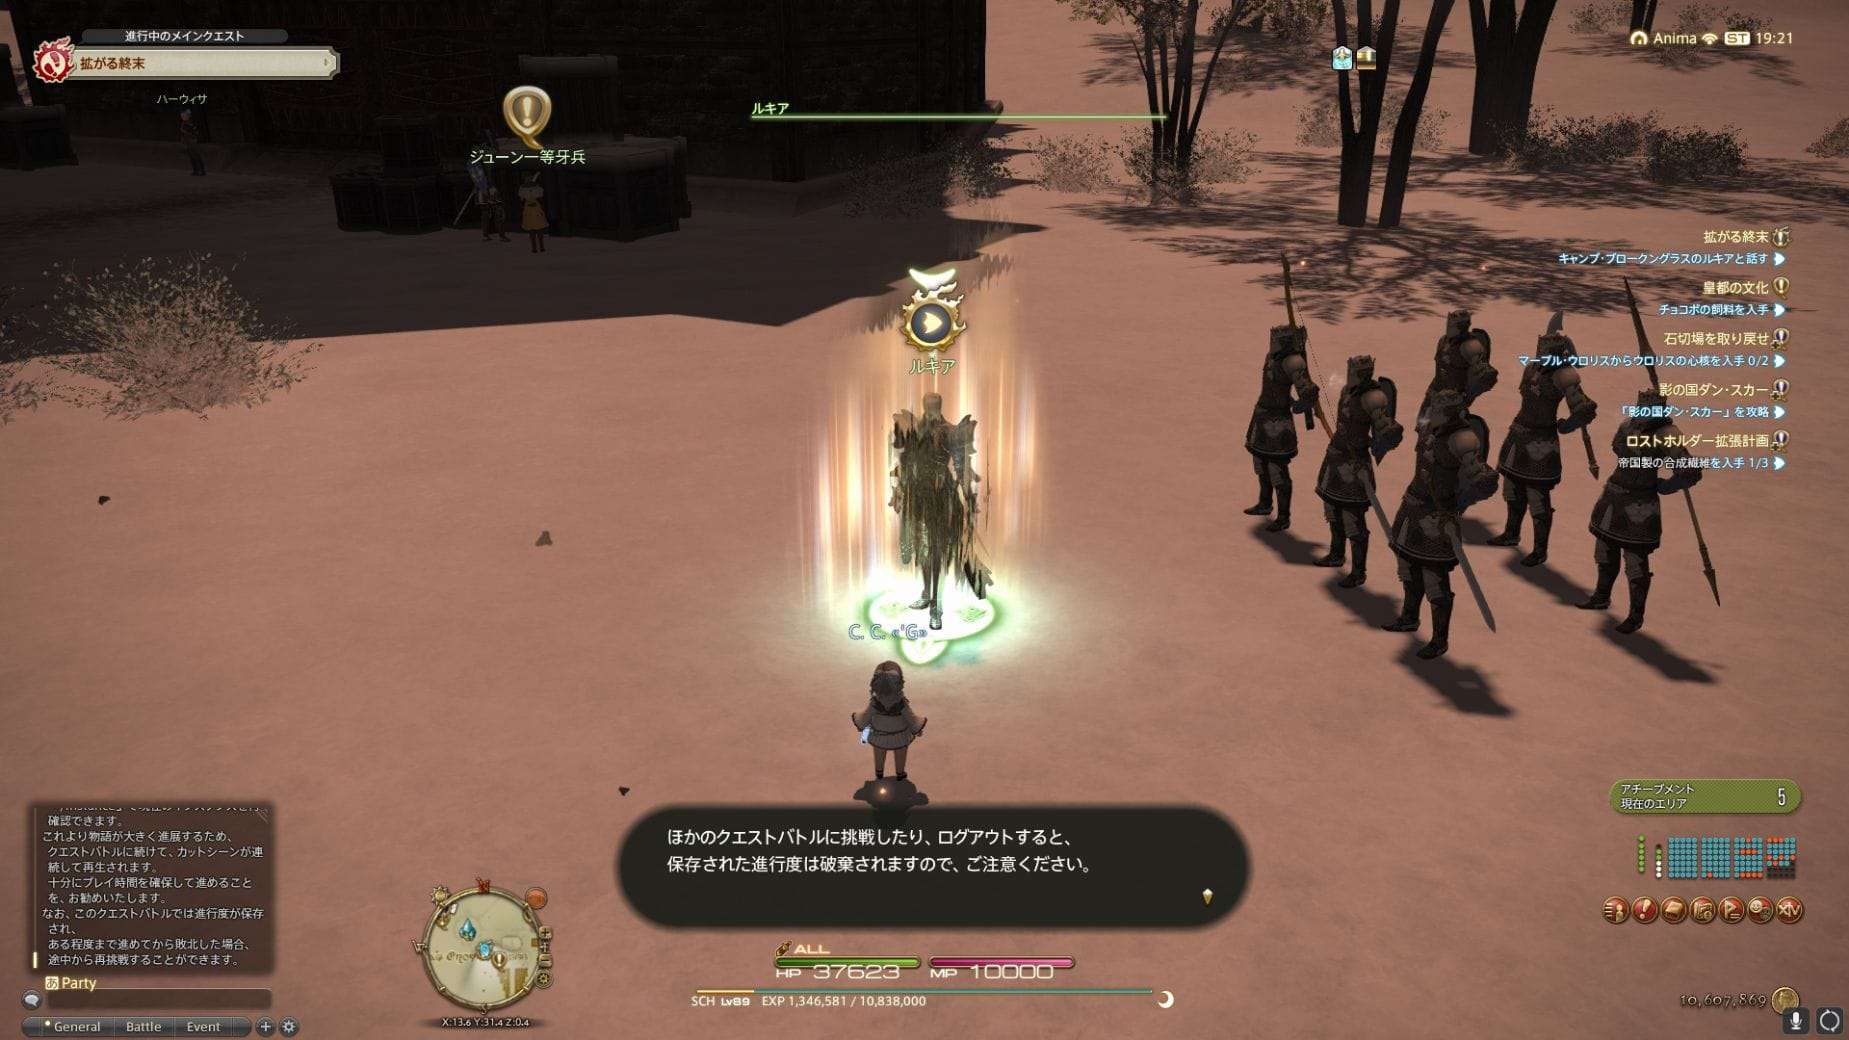 進行中のメインクエスト
拡がる終末
ハーウィサ
ジューン一等牙兵
ルキア
Anima
ST 19:21
拡がる終末
キャンプ・ブロークングラスのルキアと話す
皇都の文化
チョコボの飼料を入手
石切場を取り戻せ
マーブル・ウロリスからウロリスの心核を入手 0/2
影の国ダン・スカー
「影の国ダン・スカー」を攻略
ロストホルダー拡張計画
帝国製の合成繊維を入手 1/3
ルキア
C. C. «'G»
アチーブメント
現在のエリア
5
確認できます。
これより物語が大きく進展するため、
クエストバトルに続けて、カットシーンが連
続して再生されます。
十分にプレイ時間を確保して進めること
を、お勧めいたします。
なお、このクエストバトルでは進行度が保存
され、
ある程度まで進めてから敗北した場合、
途中から再挑戦することができます。
あ Party
General Battle Event
X:13.6 Y:31.4 Z:0.4
ほかのクエストバトルに挑戦したり、ログアウトすると、
保存された進行度は破棄されますので、ご注意ください。
ALL
HP 37623 MP 10000
SCH Lv89 EXP 1,346,581 / 10,838,000
XIV
10,607,869